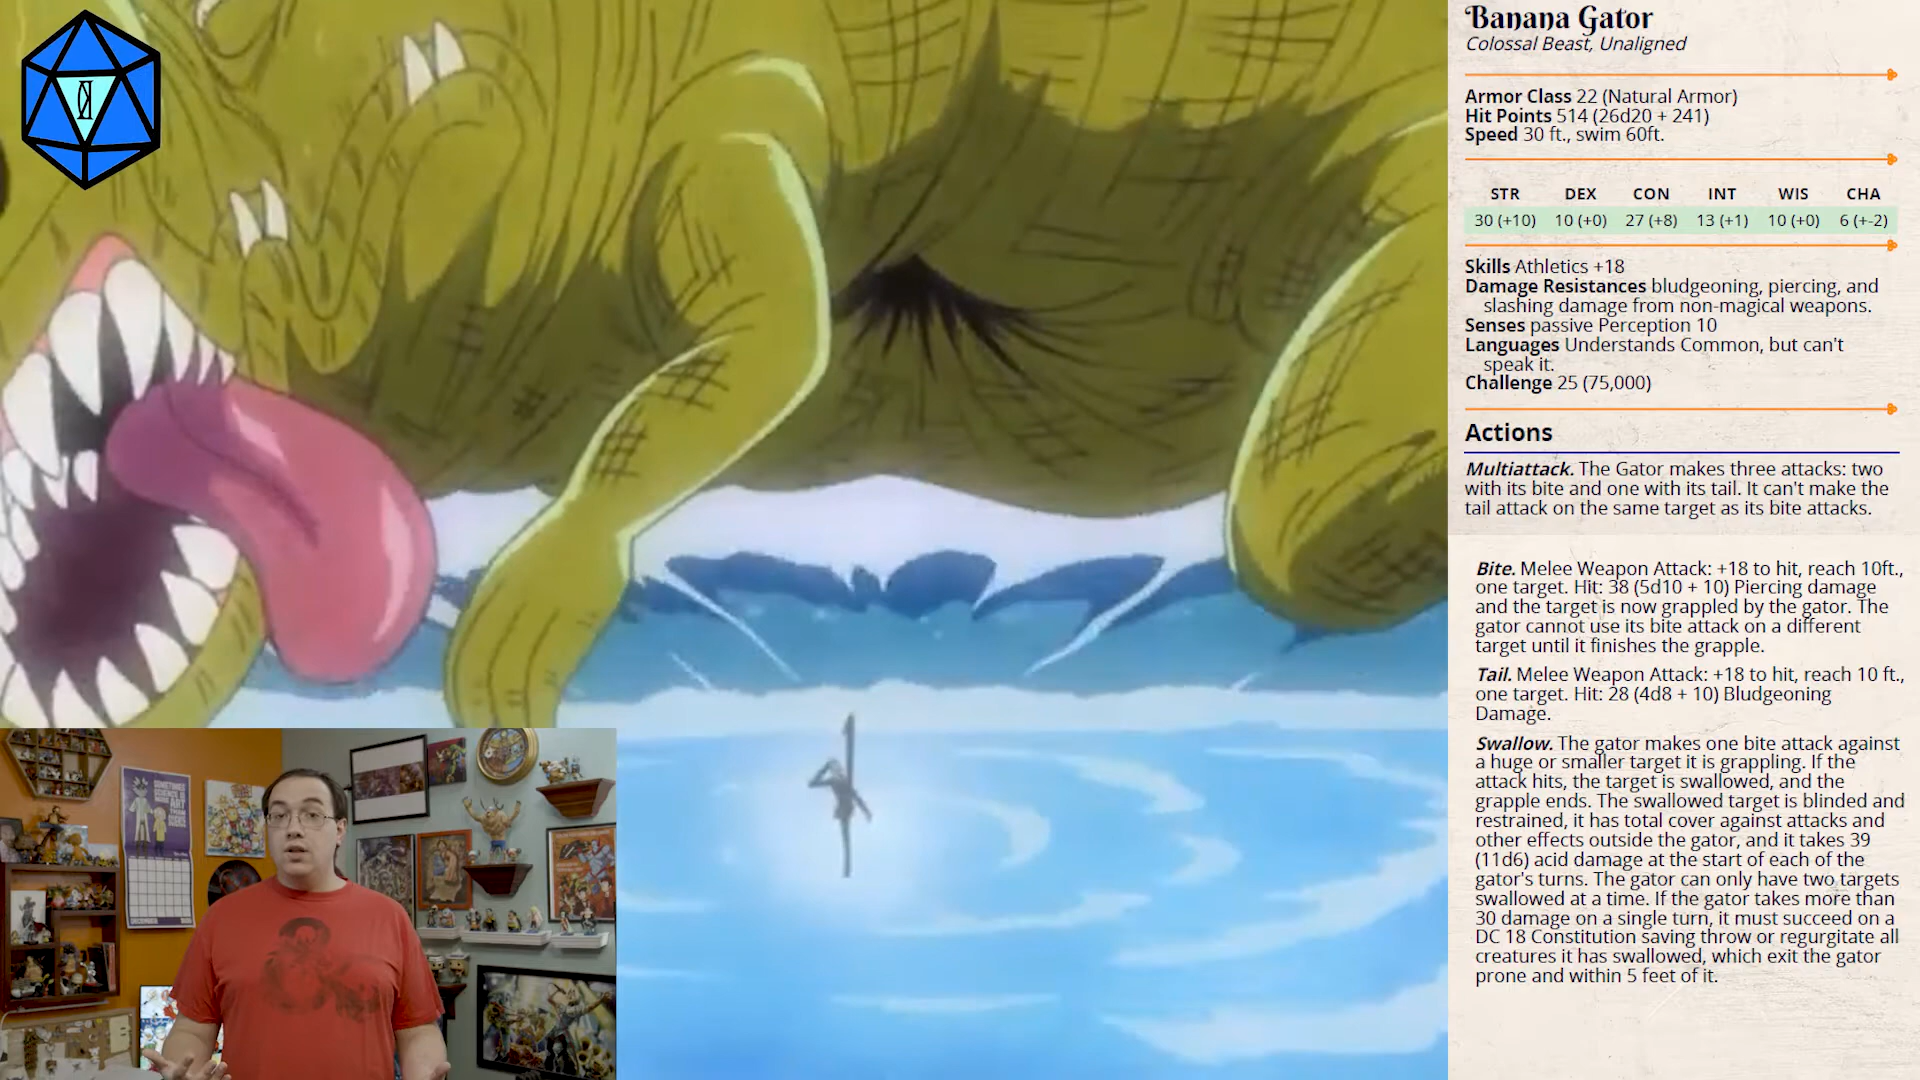 Banana Gator
Colossal Beast, Unaligned
Armor Class 22 (Natural Armor)
Hit Points 514 (26d20 + 241)
Speed 30 ft., swim 60ft.
STR DEX CON INT WIS CHA
30 (+10) 10 (+0) 27 (+8) 13 (+1) 10 (+0) 6 (+-2)
Skills Athletics +18
Damage Resistances bludgeoning, piercing, and
slashing damage from non-magical weapons.
Senses passive Perception 10
Languages Understands Common, but can't
speak it.
Challenge 25 (75,000)
Actions
Multiattack. The Gator makes three attacks: two
with its bite and one with its tail. It can't make the
tail attack on the same target as its bite attacks.
Bite. Melee Weapon Attack: +18 to hit, reach 10ft.,
one target. Hit: 38 (5d10 + 10) Piercing damage
and the target is now grappled by the gator. The
gator cannot use its bite attack on a different
target until it finishes the grapple.
Tail. Melee Weapon Attack: +18 to hit, reach 10 ft.,
one target. Hit: 28 (4d8 + 10) Bludgeoning
Damage.
Swallow. The gator makes one bite attack against
a huge or smaller target it is grappling. If the
attack hits, the target is swallowed, and the
grapple ends. The swallowed target is blinded and
restrained, it has total cover against attacks and
other effects outside the gator, and it takes 39
(11d6) acid damage at the start of each of the
gator's turns. The gator can only have two targets
swallowed at a time. If the gator takes more than
30 damage on a single turn, it must succeed on a
DC 18 Constitution saving throw or regurgitate all
creatures it has swallowed, which exit the gator
prone and within 5 feet of it.
SOMETIMES
SCIENCE IS
ART